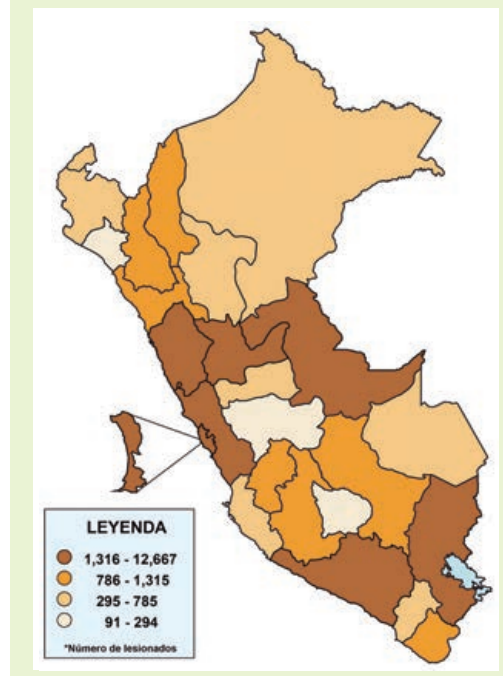 LEYENDA
1,316 - 12,667
786 - 1,315
295 - 785
91 - 294
*Número de lesionados